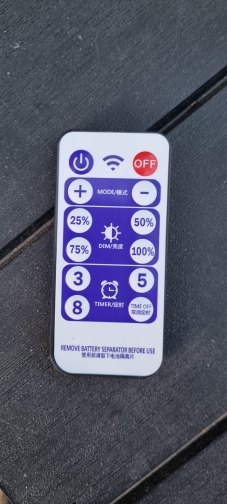 OFF
+ MODE/模式 −
25% 50%
DIM/亮度
75% 100%
3 5
TIMER/定时
8 TIME OFF
取消定时
REMOVE BATTERY SEPARATOR BEFORE USE
使用前请取下电池隔离片